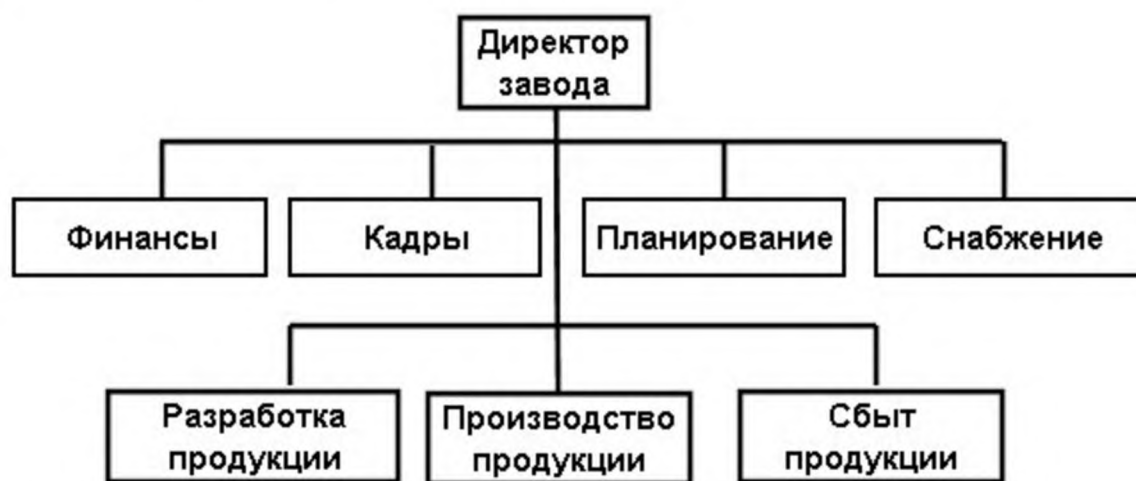 Директор
завода
Финансы
Кадры
Планирование
Снабжение
Разработка
продукции
Производство
продукции
Сбыт
продукции